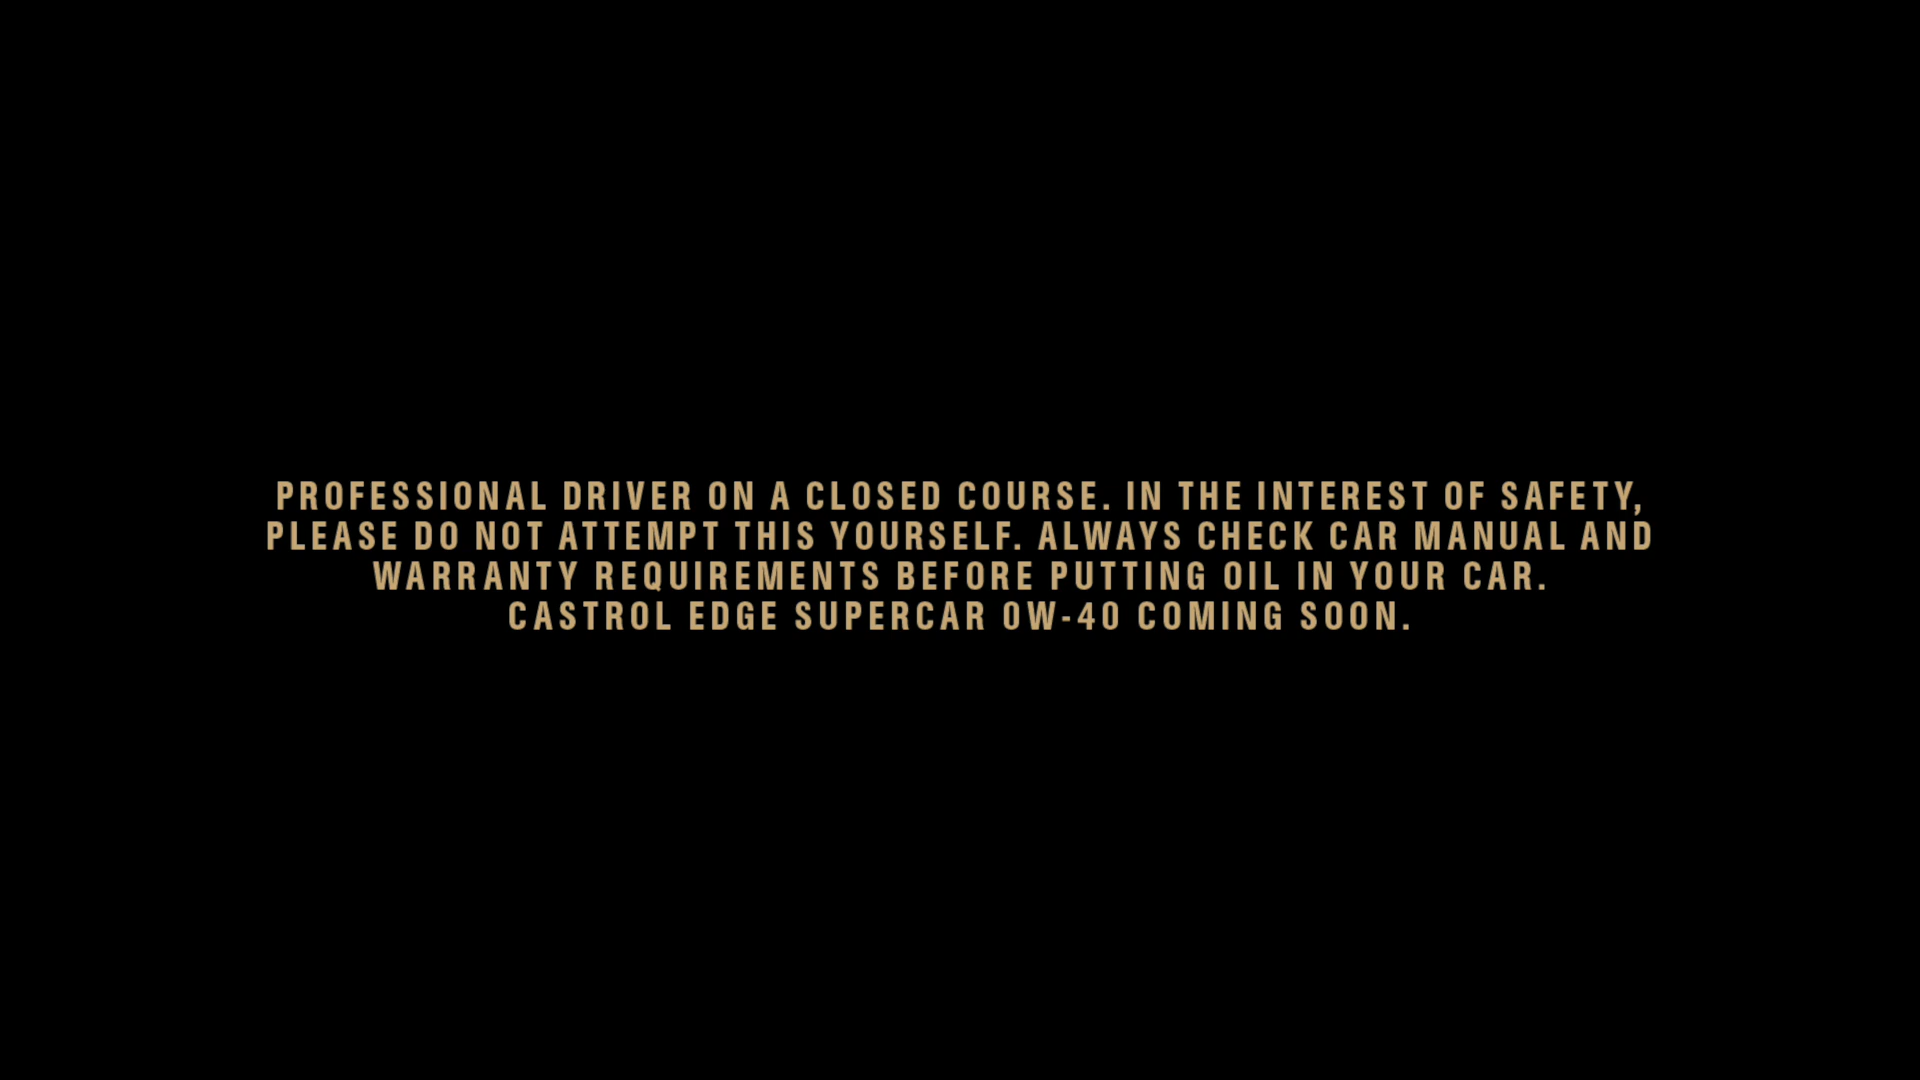 PROFESSIONAL DRIVER ON A CLOSED COURSE. IN THE INTEREST OF SAFETY,
PLEASE DO NOT ATTEMPT THIS YOURSELF. ALWAYS CHECK CAR MANUAL AND
WARRANTY REQUIREMENTS BEFORE PUTTING OIL IN YOUR CAR.
CASTROL EDGE SUPERCAR 0W-40 COMING SOON.